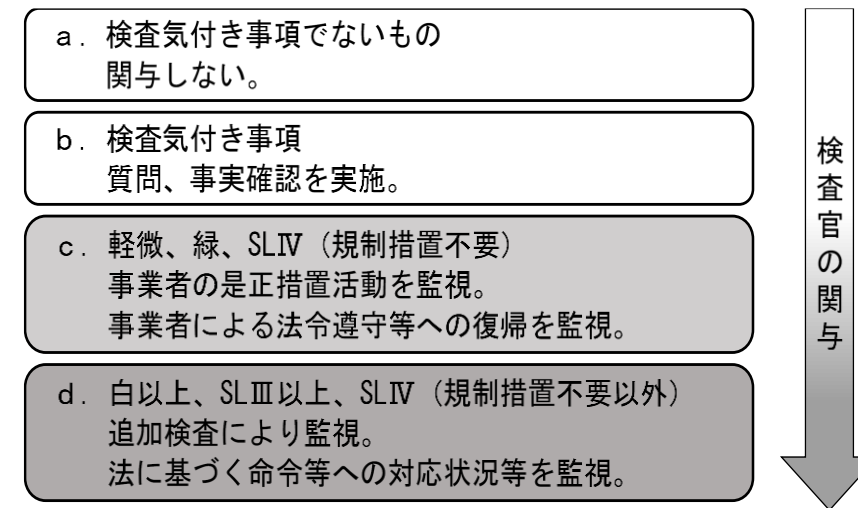 a．検査気付き事項でないもの
関与しない。
b．検査気付き事項
質問、事実確認を実施。
c．軽微、緑、SLⅣ（規制措置不要）
事業者の是正措置活動を監視。
事業者による法令遵守等への復帰を監視。
d．白以上、SLⅢ以上、SLⅣ（規制措置不要以外）
追加検査により監視。
法に基づく命令等への対応状況等を監視。
検査官の関与